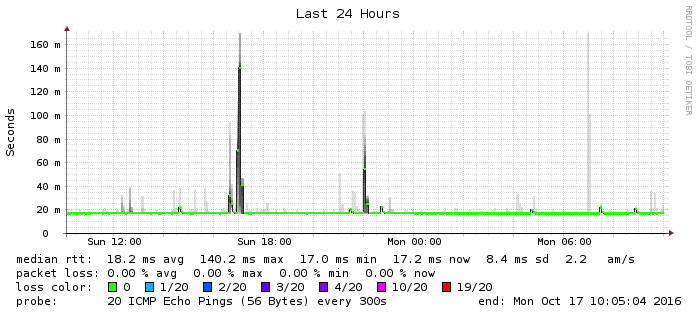 Last 24 Hours
RRDTOOL / TOBI OETIKER
Seconds
160 m
140 m
120 m
100 m
80 m
60 m
40 m
20 m
0
Sun 12:00 Sun 18:00 Mon 00:00 Mon 06:00
median rtt: 18.2 ms avg 140.2 ms max 17.0 ms min 17.2 ms now 8.4 ms sd 2.2 am/s
packet loss: 0.00 % avg 0.00 % max 0.00 % min 0.00 % now
loss color: 0 1/20 2/20 3/20 4/20 10/20 19/20
probe: 20 ICMP Echo Pings (56 Bytes) every 300s end: Mon Oct 17 10:05:04 2016